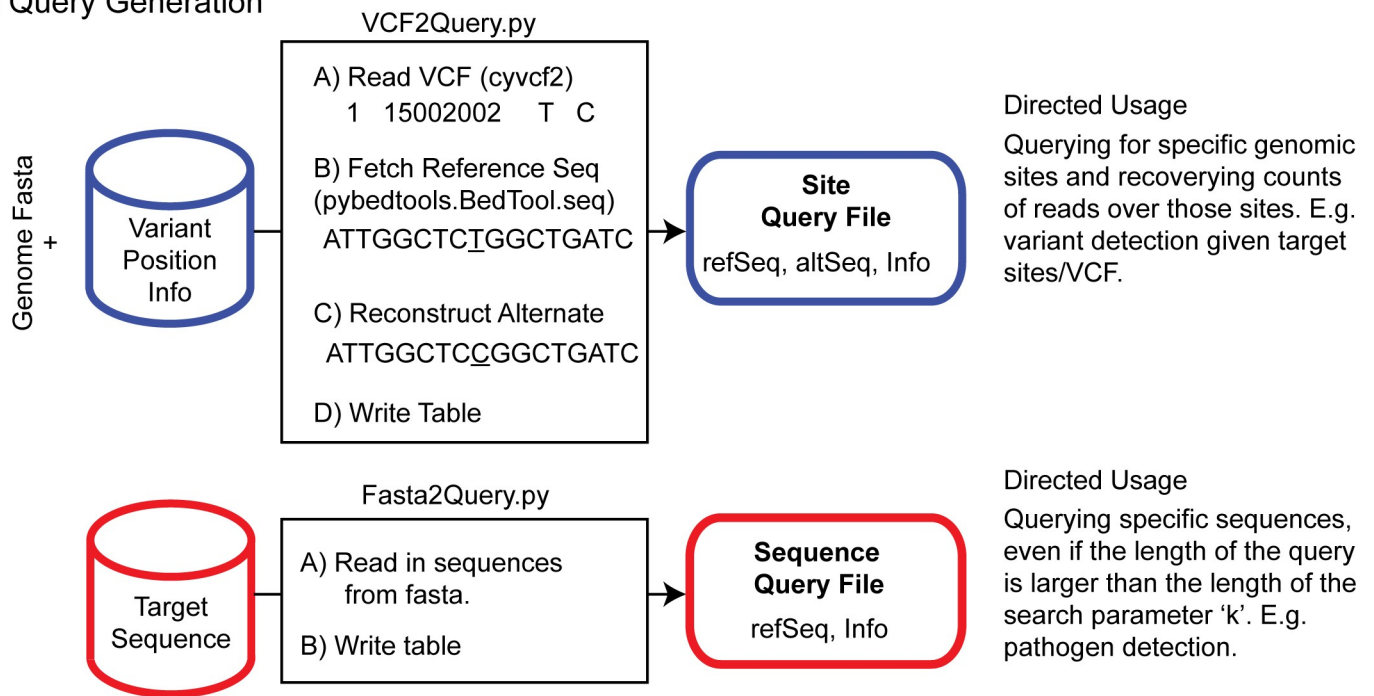 Query Generation
VCF2Query.py
Genome Fasta
+
Variant
Position
Info
A) Read VCF (cyvcf2)
1 15002002 T C
B) Fetch Reference Seq
(pybedtools.BedTool.seq)
ATTGGCTCTGGCTGATC
C) Reconstruct Alternate
ATTGGCTCCGGCTGATC
D) Write Table
Site
Query File
refSeq, altSeq, Info
Directed Usage
Querying for specific genomic
sites and recoverying counts
of reads over those sites. E.g.
variant detection given target
sites/VCF.
Fasta2Query.py
Target
Sequence
A) Read in sequences
from fasta.
B) Write table
Sequence
Query File
refSeq, Info
Directed Usage
Querying specific sequences,
even if the length of the query
is larger than the length of the
search parameter ‘k’. E.g.
pathogen detection.